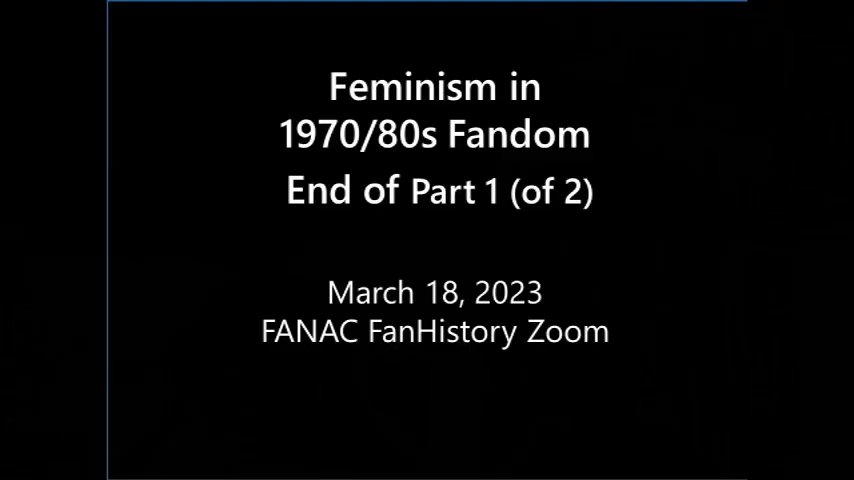 Feminism in
1970/80s Fandom
End of Part 1 (of 2)
March 18, 2023
FANAC FanHistory Zoom